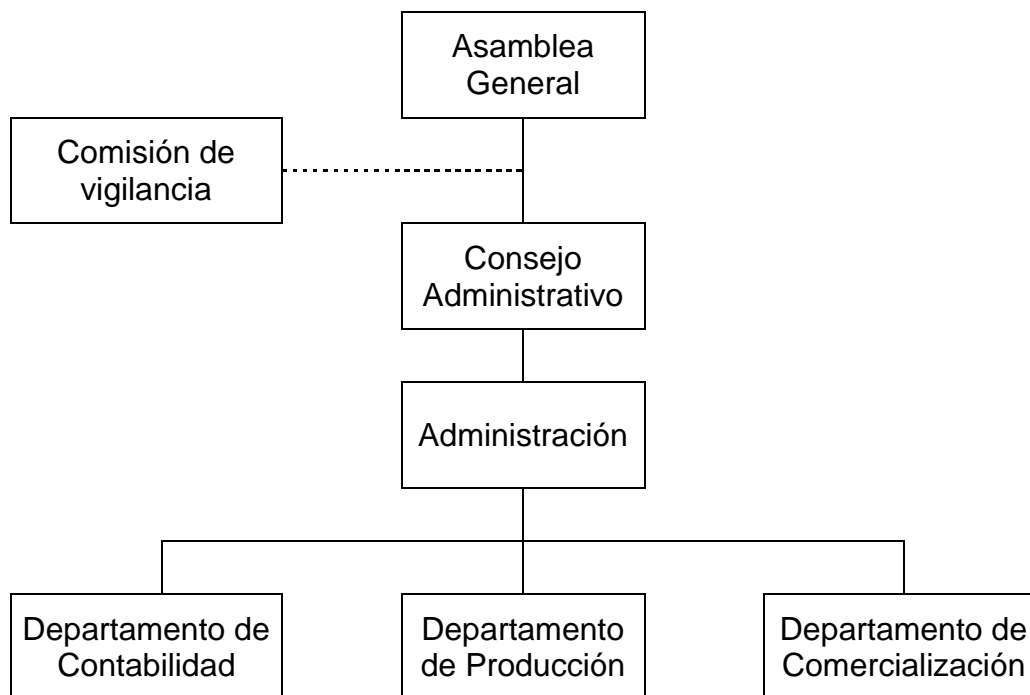 Asamblea
General
Comisión de
vigilancia
Consejo
Administrativo
Administración
Departamento de
Contabilidad
Departamento
de Producción
Departamento de
Comercialización